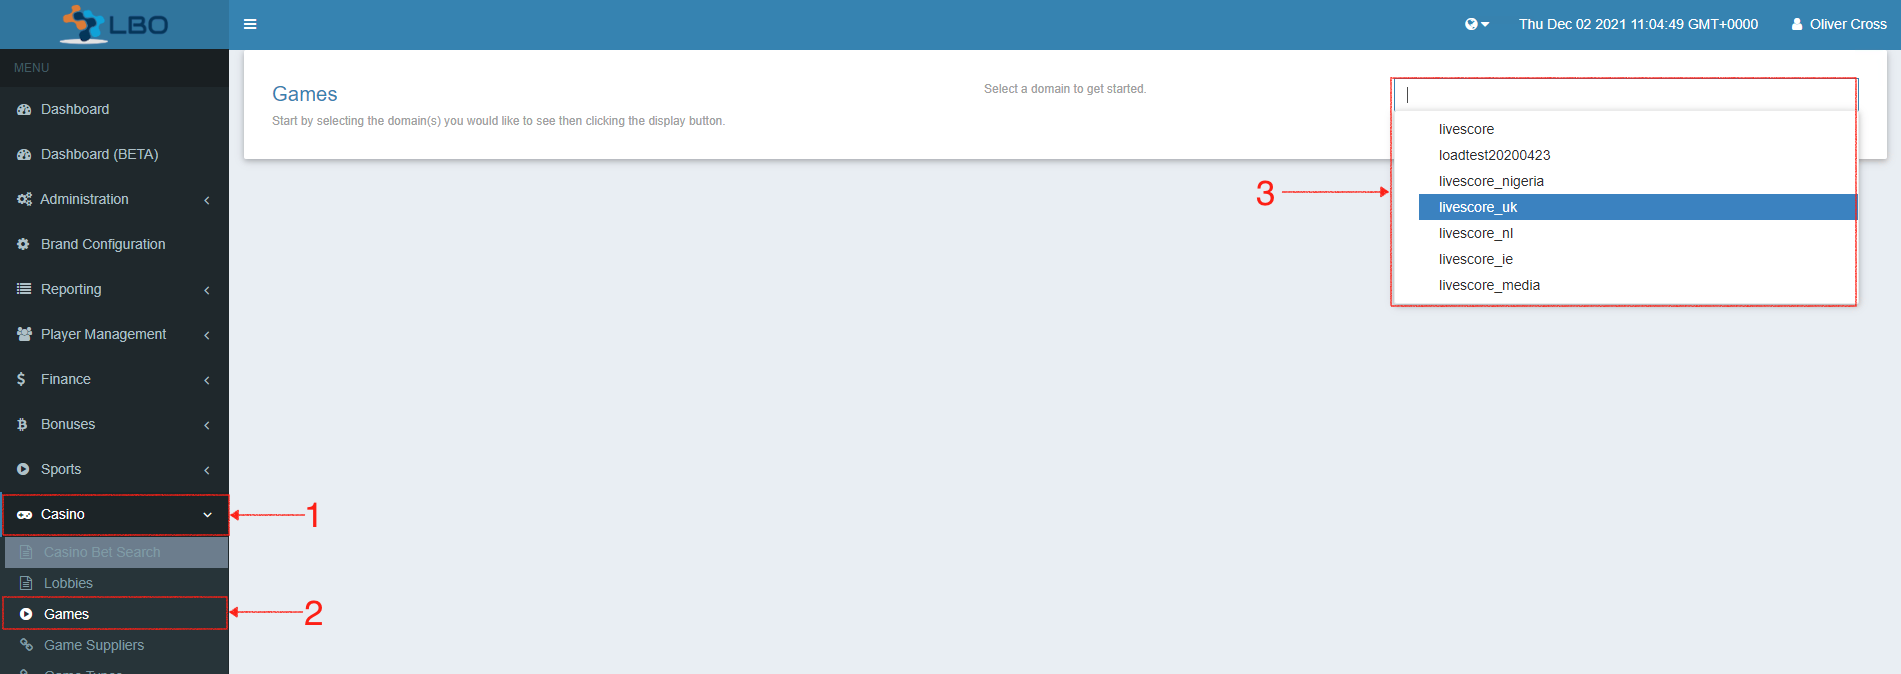 LBO
Thu Dec 02 2021 11:04:49 GMT+0000
Oliver Cross
MENU
Dashboard
Dashboard (BETA)
Administration
Brand Configuration
Reporting
Player Management
Finance
Bonuses
Sports
Casino
Casino Bet Search
Lobbies
Games
Game Suppliers
Game Types
1
2
Games
Start by selecting the domain(s) you would like to see then clicking the display button.
Select a domain to get started.
3
livescore
loadtest20200423
livescore_nigeria
livescore_uk
livescore_nl
livescore_ie
livescore_media